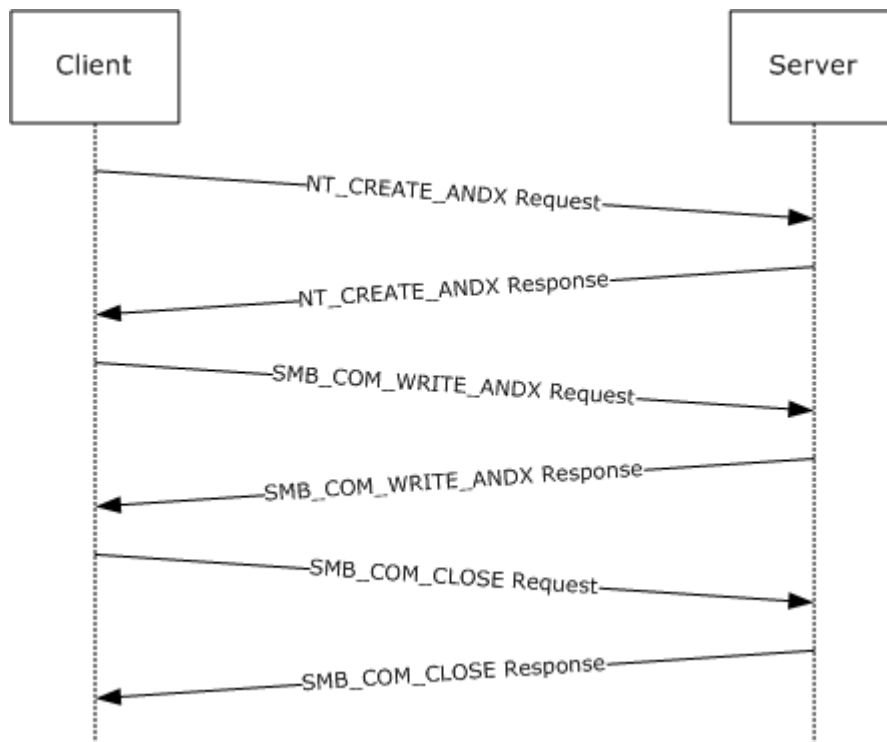 Client
Server
NT_CREATE_ANDX Request
NT_CREATE_ANDX Response
SMB_COM_WRITE_ANDX Request
SMB_COM_WRITE_ANDX Response
SMB_COM_CLOSE Request
SMB_COM_CLOSE Response